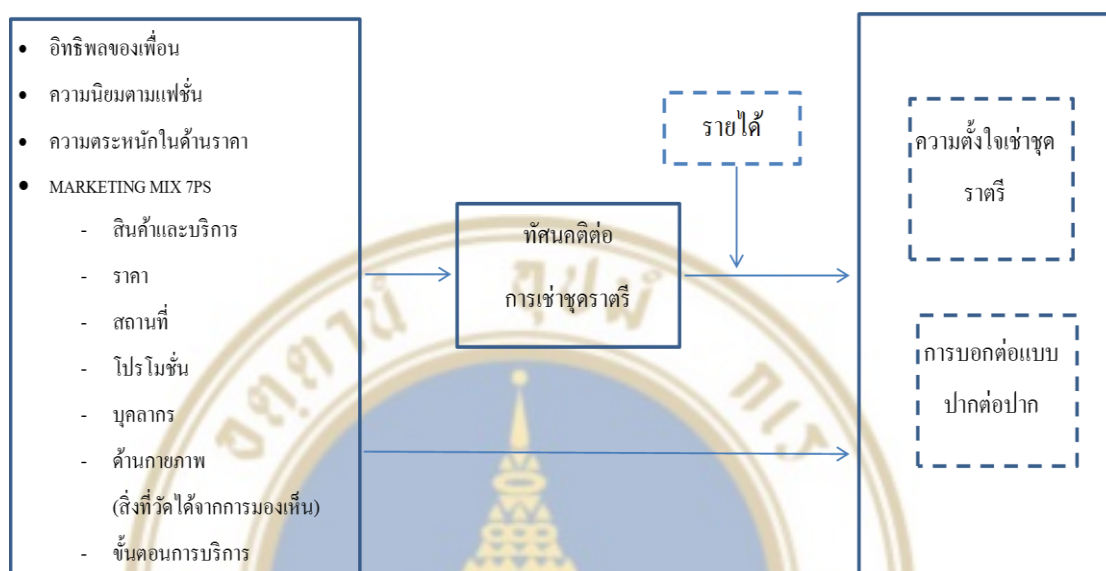 • อิทธิพลของเพื่อน
• ความนิยมตามแฟชั่น
• ความตระหนักในด้านราคา
• MARKETING MIX 7PS
- สินค้าและบริการ
- ราคา
- สถานที่
- โปรโมชั่น
- บุคลากร
- ด้านกายภาพ
(สิ่งที่วัดได้จากการมองเห็น)
- ขั้นตอนการบริการ
ทัศนคติต่อ
การเช่าชุดราตรี
รายได้
ความตั้งใจเช่าชุด
ราตรี
การบอกต่อแบบ
ปากต่อปาก